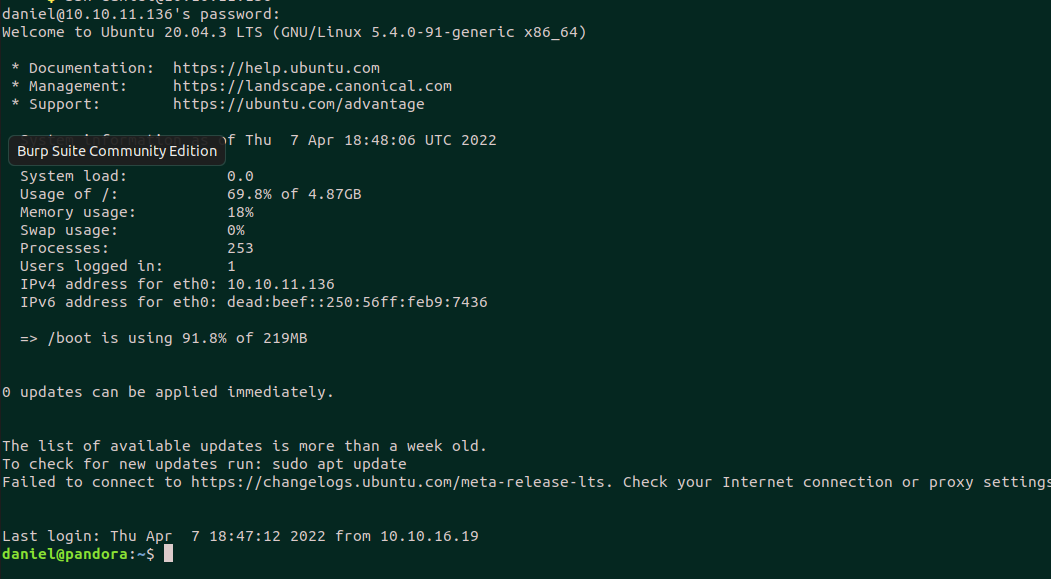 daniel@10.10.11.136's password:
Welcome to Ubuntu 20.04.3 LTS (GNU/Linux 5.4.0-91-generic x86_64)
 * Documentation:  https://help.ubuntu.com
 * Management:     https://landscape.canonical.com
 * Support:        https://ubuntu.com/advantage
  System information as of Thu  7 Apr 18:48:06 UTC 2022
Burp Suite Community Edition
  System load:           0.0
  Usage of /:            69.8% of 4.87GB
  Memory usage:          18%
  Swap usage:            0%
  Processes:             253
  Users logged in:       1
  IPv4 address for eth0: 10.10.11.136
  IPv6 address for eth0: dead:beef::250:56ff:feb9:7436
  => /boot is using 91.8% of 219MB
0 updates can be applied immediately.
The list of available updates is more than a week old.
To check for new updates run: sudo apt update
Failed to connect to https://changelogs.ubuntu.com/meta-release-lts. Check your Internet connection or proxy settings
Last login: Thu Apr  7 18:47:12 2022 from 10.10.16.19
daniel@pandora:~$